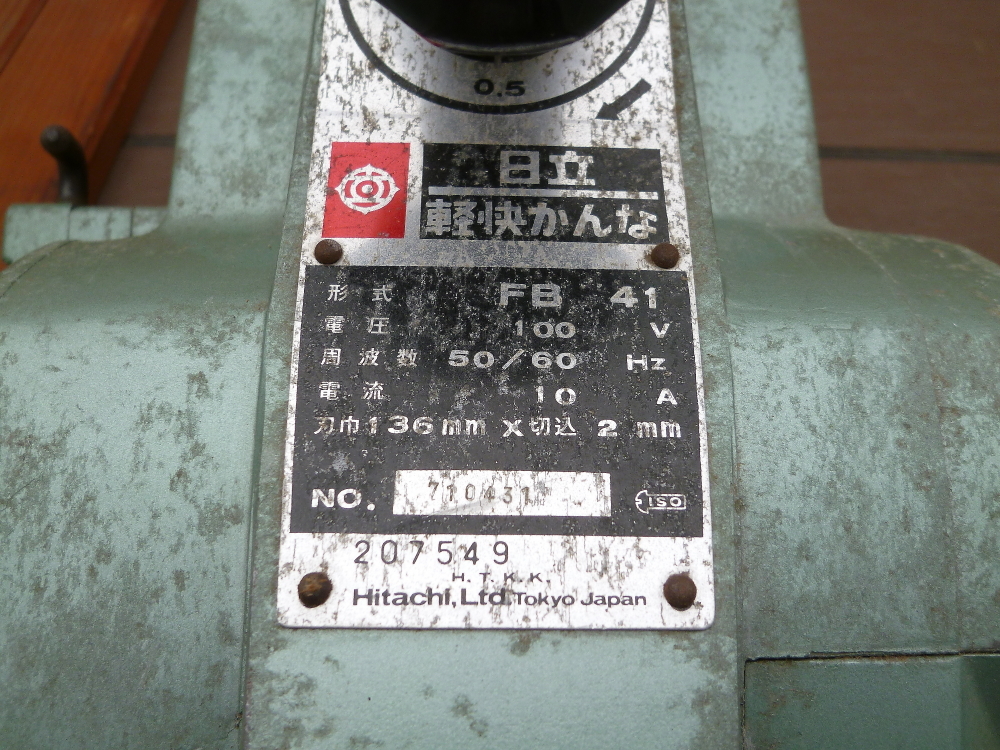 0.5
日立
軽快かんな
形式 FB 41
電圧 100 V
周波数 50/60 Hz
電流 10 A
刃巾 136mm x 切込 2 mm
NO. 710431
ISO
207549
H.T.K.K.
Hitachi, Ltd. Tokyo Japan